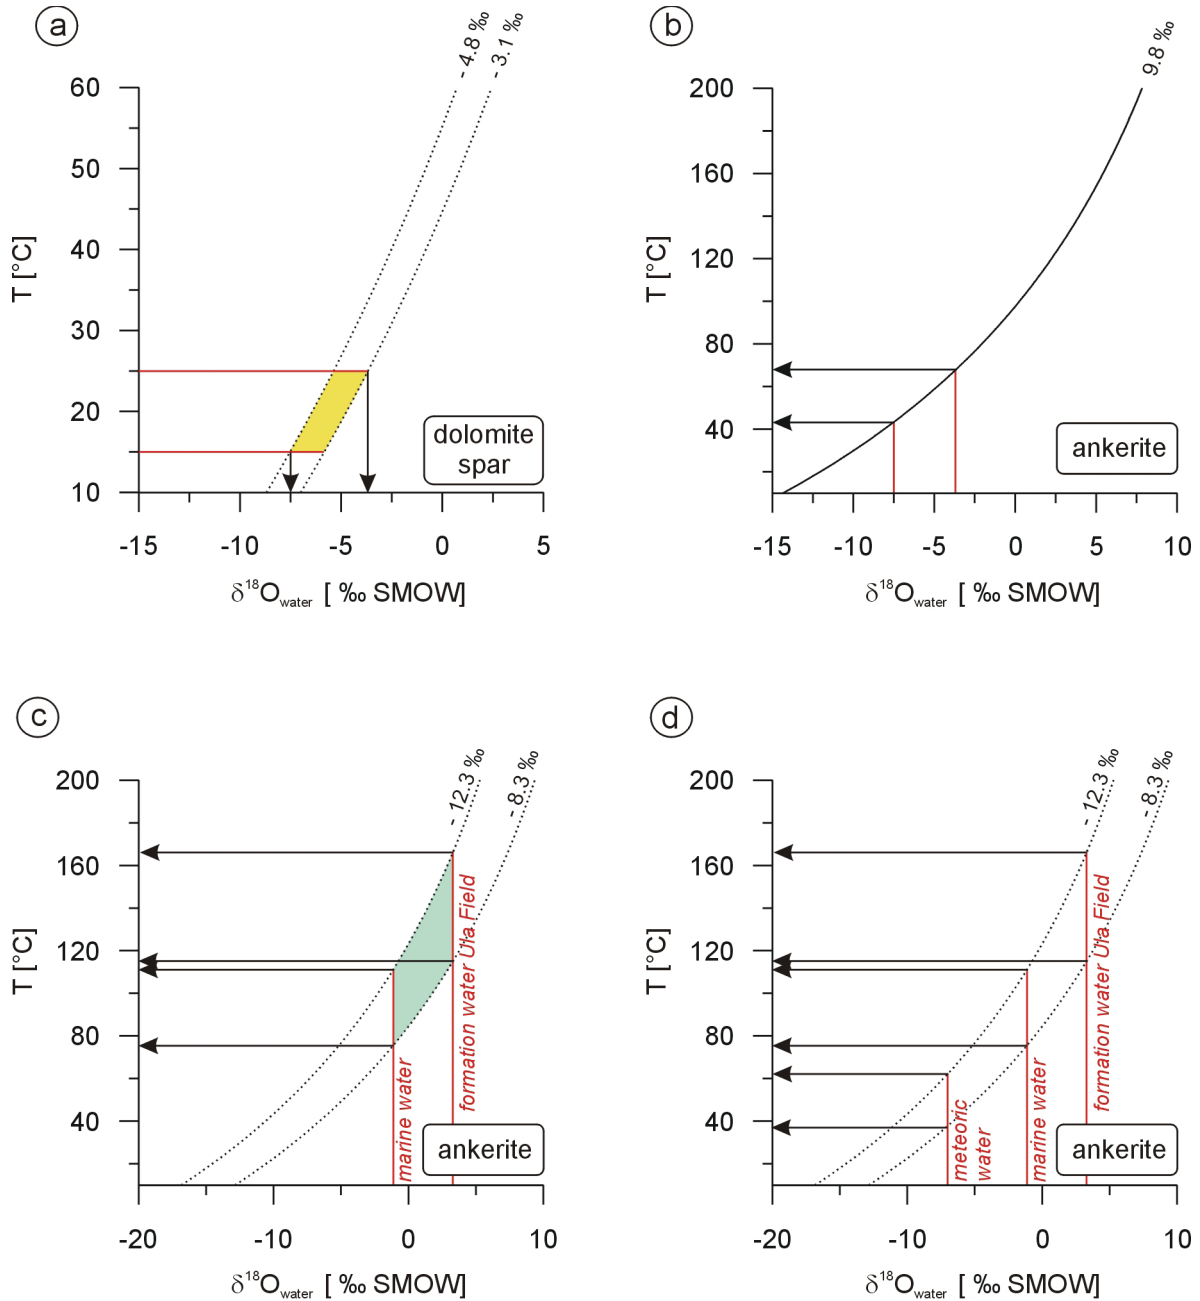 a
- 4.8 ‰
- 3.1 ‰
60
50
40
30
20
10
T [°C]
dolomite
spar
-15
-10
-5
0
5
δ18Owater [ ‰ SMOW]
b
9.8 ‰
200
160
120
80
40
T [°C]
ankerite
-15
-10
-5
0
5
10
δ18Owater [ ‰ SMOW]
c
- 12.3 ‰
- 8.3 ‰
200
160
120
80
40
T [°C]
marine water
formation water Ula Field
ankerite
-20
-10
0
10
δ18Owater [ ‰ SMOW]
d
- 12.3 ‰
- 8.3 ‰
200
160
120
80
40
T [°C]
meteoric
water
marine water
formation water Ula Field
ankerite
-20
-10
0
10
δ18Owater [ ‰ SMOW]